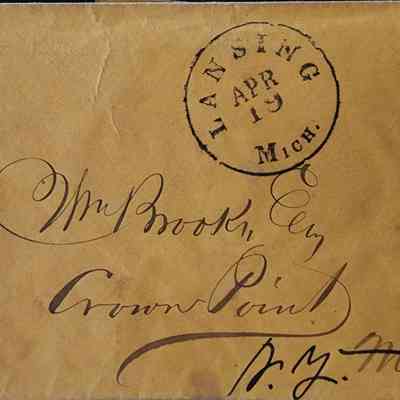 LANSING
APR
19
MICH.
Wm Brooks, Esq
Crown Point
N. Y. M